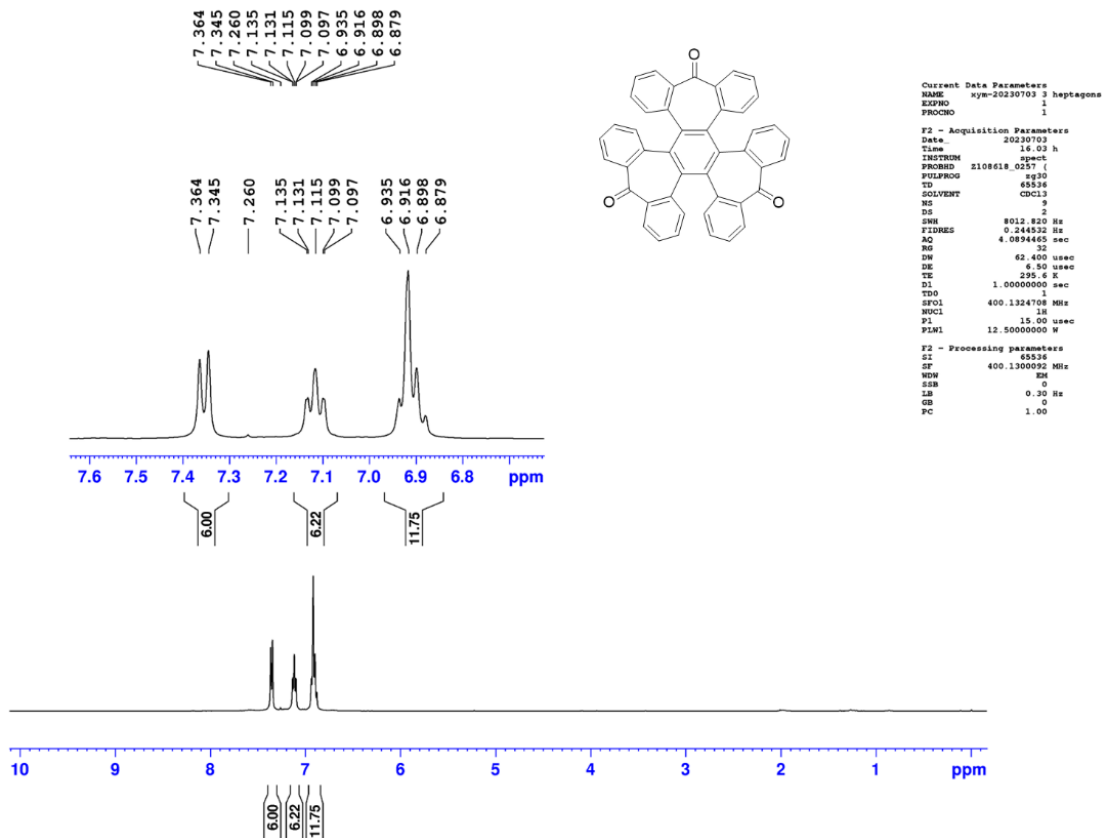 7.364
7.345
7.260
7.135
7.131
7.115
7.099
7.097
6.935
6.916
6.898
6.879
7.364
7.345
7.260
7.135
7.131
7.115
7.099
7.097
6.935
6.916
6.898
6.879
O
O
O
Current Data Parameters
NAME xym-20230703 3 heptagons
EXPNO 1
PROCNO 1
F2 - Acquisition Parameters
Date_ 20230703
Time 16.03 h
INSTRUM spect
PROBHD Z108618_0257 (
PULPROG zg30
TD 65536
SOLVENT CDCl3
NS 9
DS 2
SWH 8012.820 Hz
FIDRES 0.244532 Hz
AQ 4.0894465 sec
RG 32
DW 62.400 usec
DE 6.50 usec
TE 295.6 K
D1 1.00000000 sec
TD0 1
SFO1 400.1324708 MHz
NUC1 1H
P1 15.00 usec
PLW1 12.50000000 W
F2 - Processing parameters
SI 65536
SF 400.1300092 MHz
WDW EM
SSB 0
LB 0.30 Hz
GB 0
PC 1.00
7.6 7.5 7.4 7.3 7.2 7.1 7.0 6.9 6.8 ppm
6.00 6.22 11.75
10 9 8 7 6 5 4 3 2 1 ppm
6.00 6.22 11.75